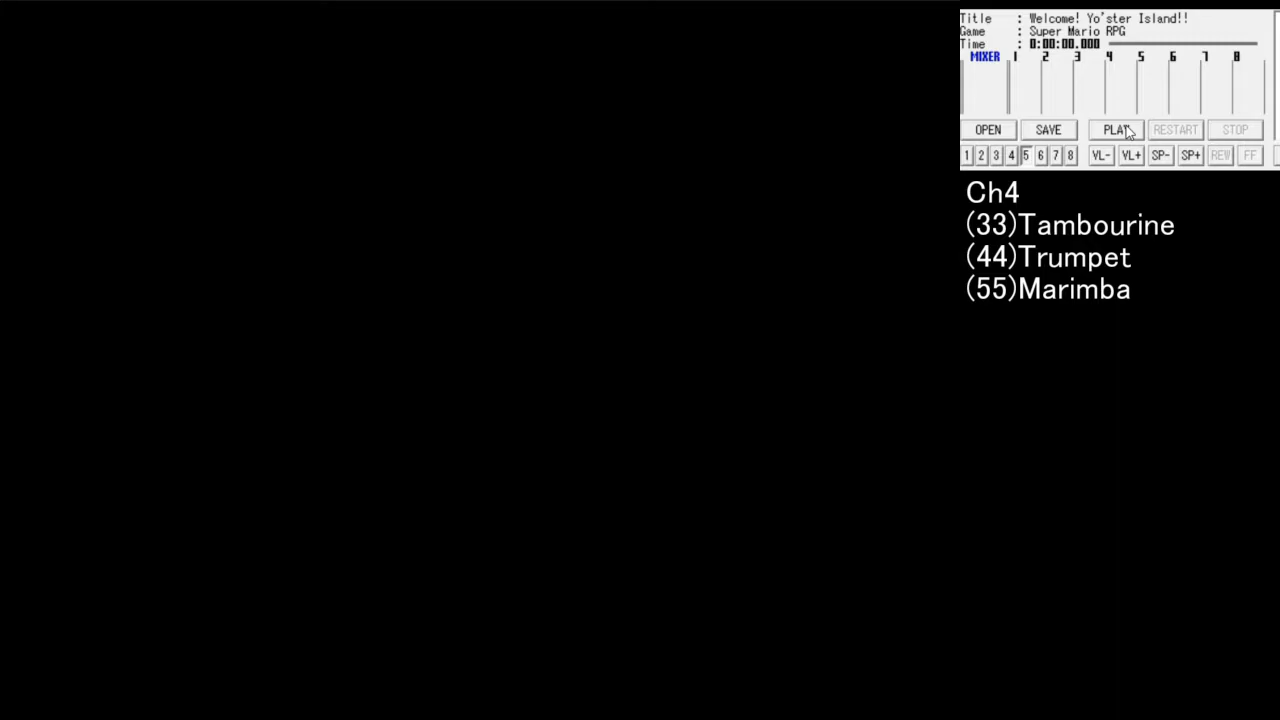 Title : Welcome! Yo'ster Island!!
Game : Super Mario RPG
Time : 0:00:00.000
MIXER 1 2 3 4 5 6 7 8
OPEN SAVE PLAY RESTART STOP
1 2 3 4 5 6 7 8 VL- VL+ SP- SP+ REW FF
Ch4
(33)Tambourine
(44)Trumpet
(55)Marimba